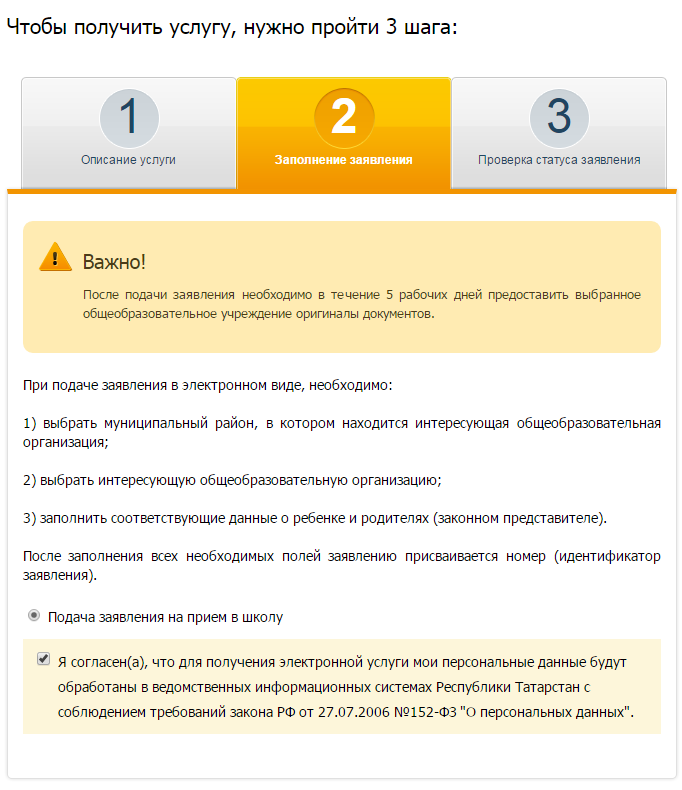 Чтобы получить услугу, нужно пройти 3 шага:
1
2
3
Описание услуги
Заполнение заявления
Проверка статуса заявления
!
Важно!
После подачи заявления необходимо в течение 5 рабочих дней предоставить выбранное
общеобразовательное учреждение оригиналы документов.
При подаче заявления в электронном виде, необходимо:
1) выбрать муниципальный район, в котором находится интересующая общеобразовательная
организация;
2) выбрать интересующую общеобразовательную организацию;
3) заполнить соответствующие данные о ребенке и родителях (законном представителе).
После заполнения всех необходимых полей заявлению присваивается номер (идентификатор
заявления).
Подача заявления на прием в школу
Я согласен(а), что для получения электронной услуги мои персональные данные будут
обработаны в ведомственных информационных системах Республики Татарстан с
соблюдением требований закона РФ от 27.07.2006 №152-ФЗ "О персональных данных".